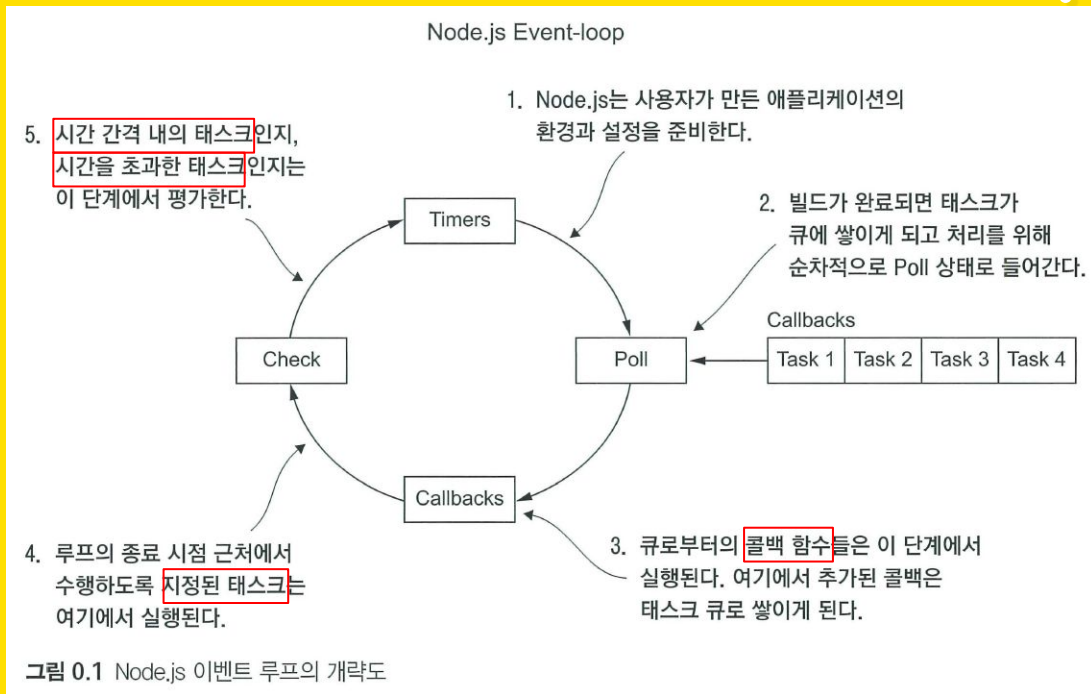 Node.js Event-loop
1. Node.js는 사용자가 만든 애플리케이션의
환경과 설정을 준비한다.
5. 시간 간격 내의 태스크인지,
시간을 초과한 태스크인지는
이 단계에서 평가한다.
Timers
2. 빌드가 완료되면 태스크가
큐에 쌓이게 되고 처리를 위해
순차적으로 Poll 상태로 들어간다.
Callbacks
Check
Poll
Task 1 Task 2 Task 3 Task 4
Callbacks
4. 루프의 종료 시점 근처에서
수행하도록 지정된 태스크는
여기에서 실행된다.
3. 큐로부터의 콜백 함수들은 이 단계에서
실행된다. 여기에서 추가된 콜백은
태스크 큐로 쌓이게 된다.
그림 0.1 Node.js 이벤트 루프의 개략도